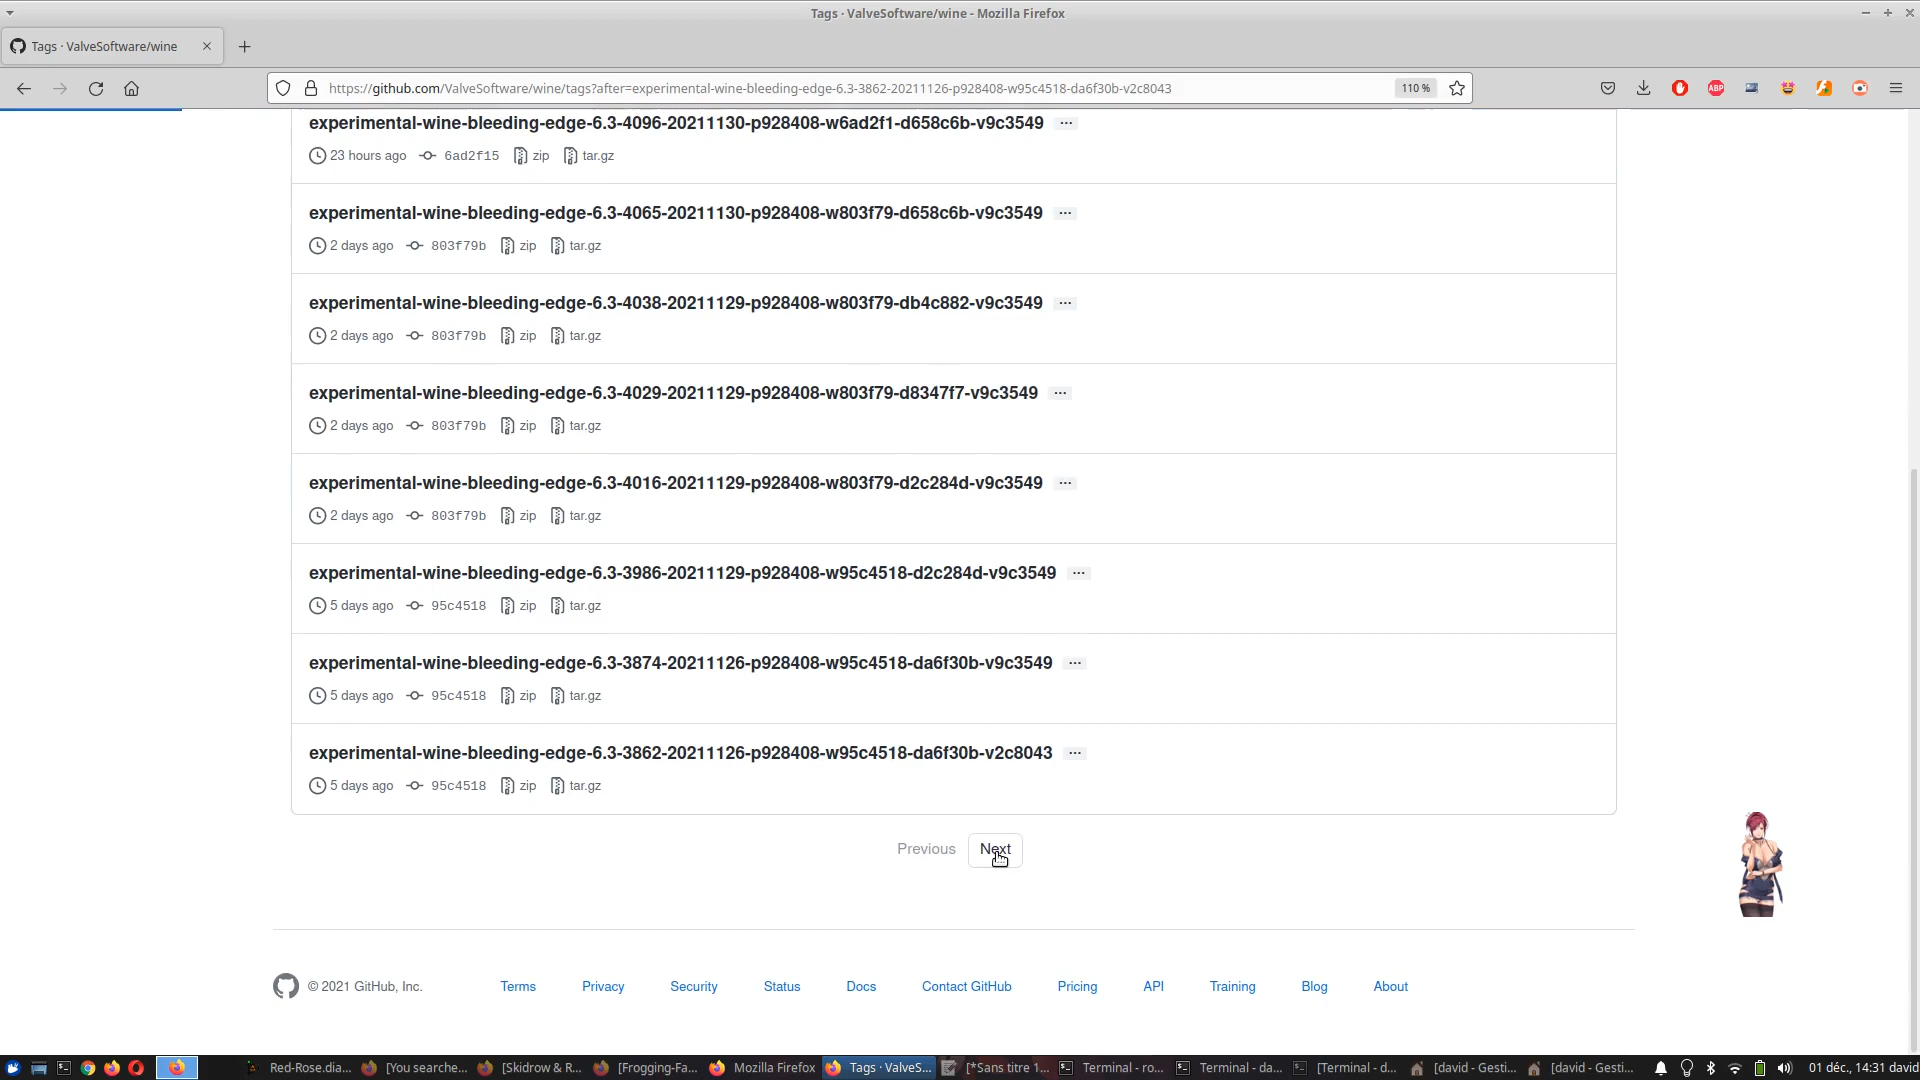 Tags · ValveSoftware/wine - Mozilla Firefox
Tags · ValveSoftware/wine
https://github.com/ValveSoftware/wine/tags?after=experimental-wine-bleeding-edge-6.3-3862-20211126-p928408-w95c4518-da6f30b-v2c8043
110 %
ABP
experimental-wine-bleeding-edge-6.3-4096-20211130-p928408-w6ad2f1-d658c6b-v9c3549 ...
23 hours ago 6ad2f15 zip tar.gz
experimental-wine-bleeding-edge-6.3-4065-20211130-p928408-w803f79-d658c6b-v9c3549 ...
2 days ago 803f79b zip tar.gz
experimental-wine-bleeding-edge-6.3-4038-20211129-p928408-w803f79-db4c882-v9c3549 ...
2 days ago 803f79b zip tar.gz
experimental-wine-bleeding-edge-6.3-4029-20211129-p928408-w803f79-d8347f7-v9c3549 ...
2 days ago 803f79b zip tar.gz
experimental-wine-bleeding-edge-6.3-4016-20211129-p928408-w803f79-d2c284d-v9c3549 ...
2 days ago 803f79b zip tar.gz
experimental-wine-bleeding-edge-6.3-3986-20211129-p928408-w95c4518-d2c284d-v9c3549 ...
5 days ago 95c4518 zip tar.gz
experimental-wine-bleeding-edge-6.3-3874-20211126-p928408-w95c4518-da6f30b-v9c3549 ...
5 days ago 95c4518 zip tar.gz
experimental-wine-bleeding-edge-6.3-3862-20211126-p928408-w95c4518-da6f30b-v2c8043 ...
5 days ago 95c4518 zip tar.gz
Previous Next
© 2021 GitHub, Inc. Terms Privacy Security Status Docs Contact GitHub Pricing API Training Blog About
Red-Rose.dia... [You searche... [Skidrow & R... [Frogging-Fa... Mozilla Firefox Tags · ValveS... [*Sans titre 1... Terminal - ro... Terminal - da... [Terminal - d... [david - Gesti... [david - Gesti... 01 déc., 14:31 david